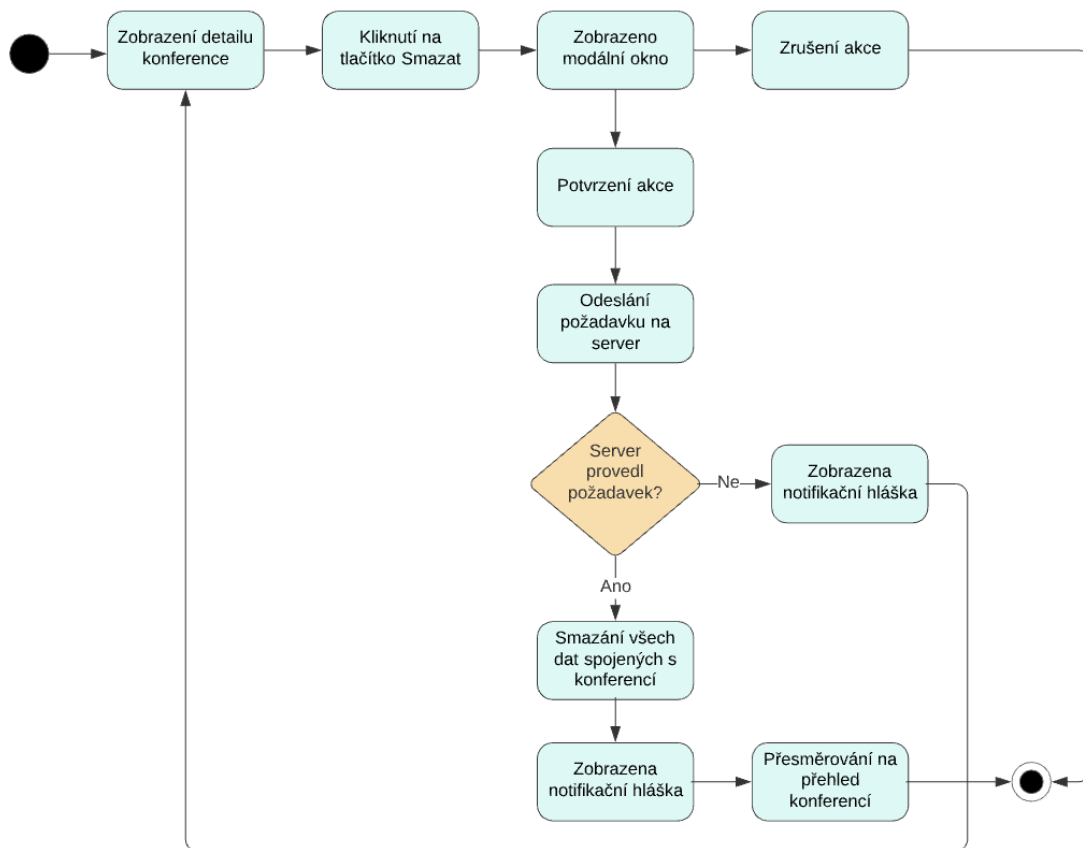 Zobrazení detailu
konference
Kliknutí na
tlačítko Smazat
Zobrazeno
modální okno
Zrušení akce
Potvrzení akce
Odeslání
požadavku na
server
Server
provedl
požadavek?
Ne
Zobrazena
notifikační hláška
Ano
Smazání všech
dat spojených s
konferencí
Zobrazena
notifikační hláška
Přesměrování na
přehled
konferencí